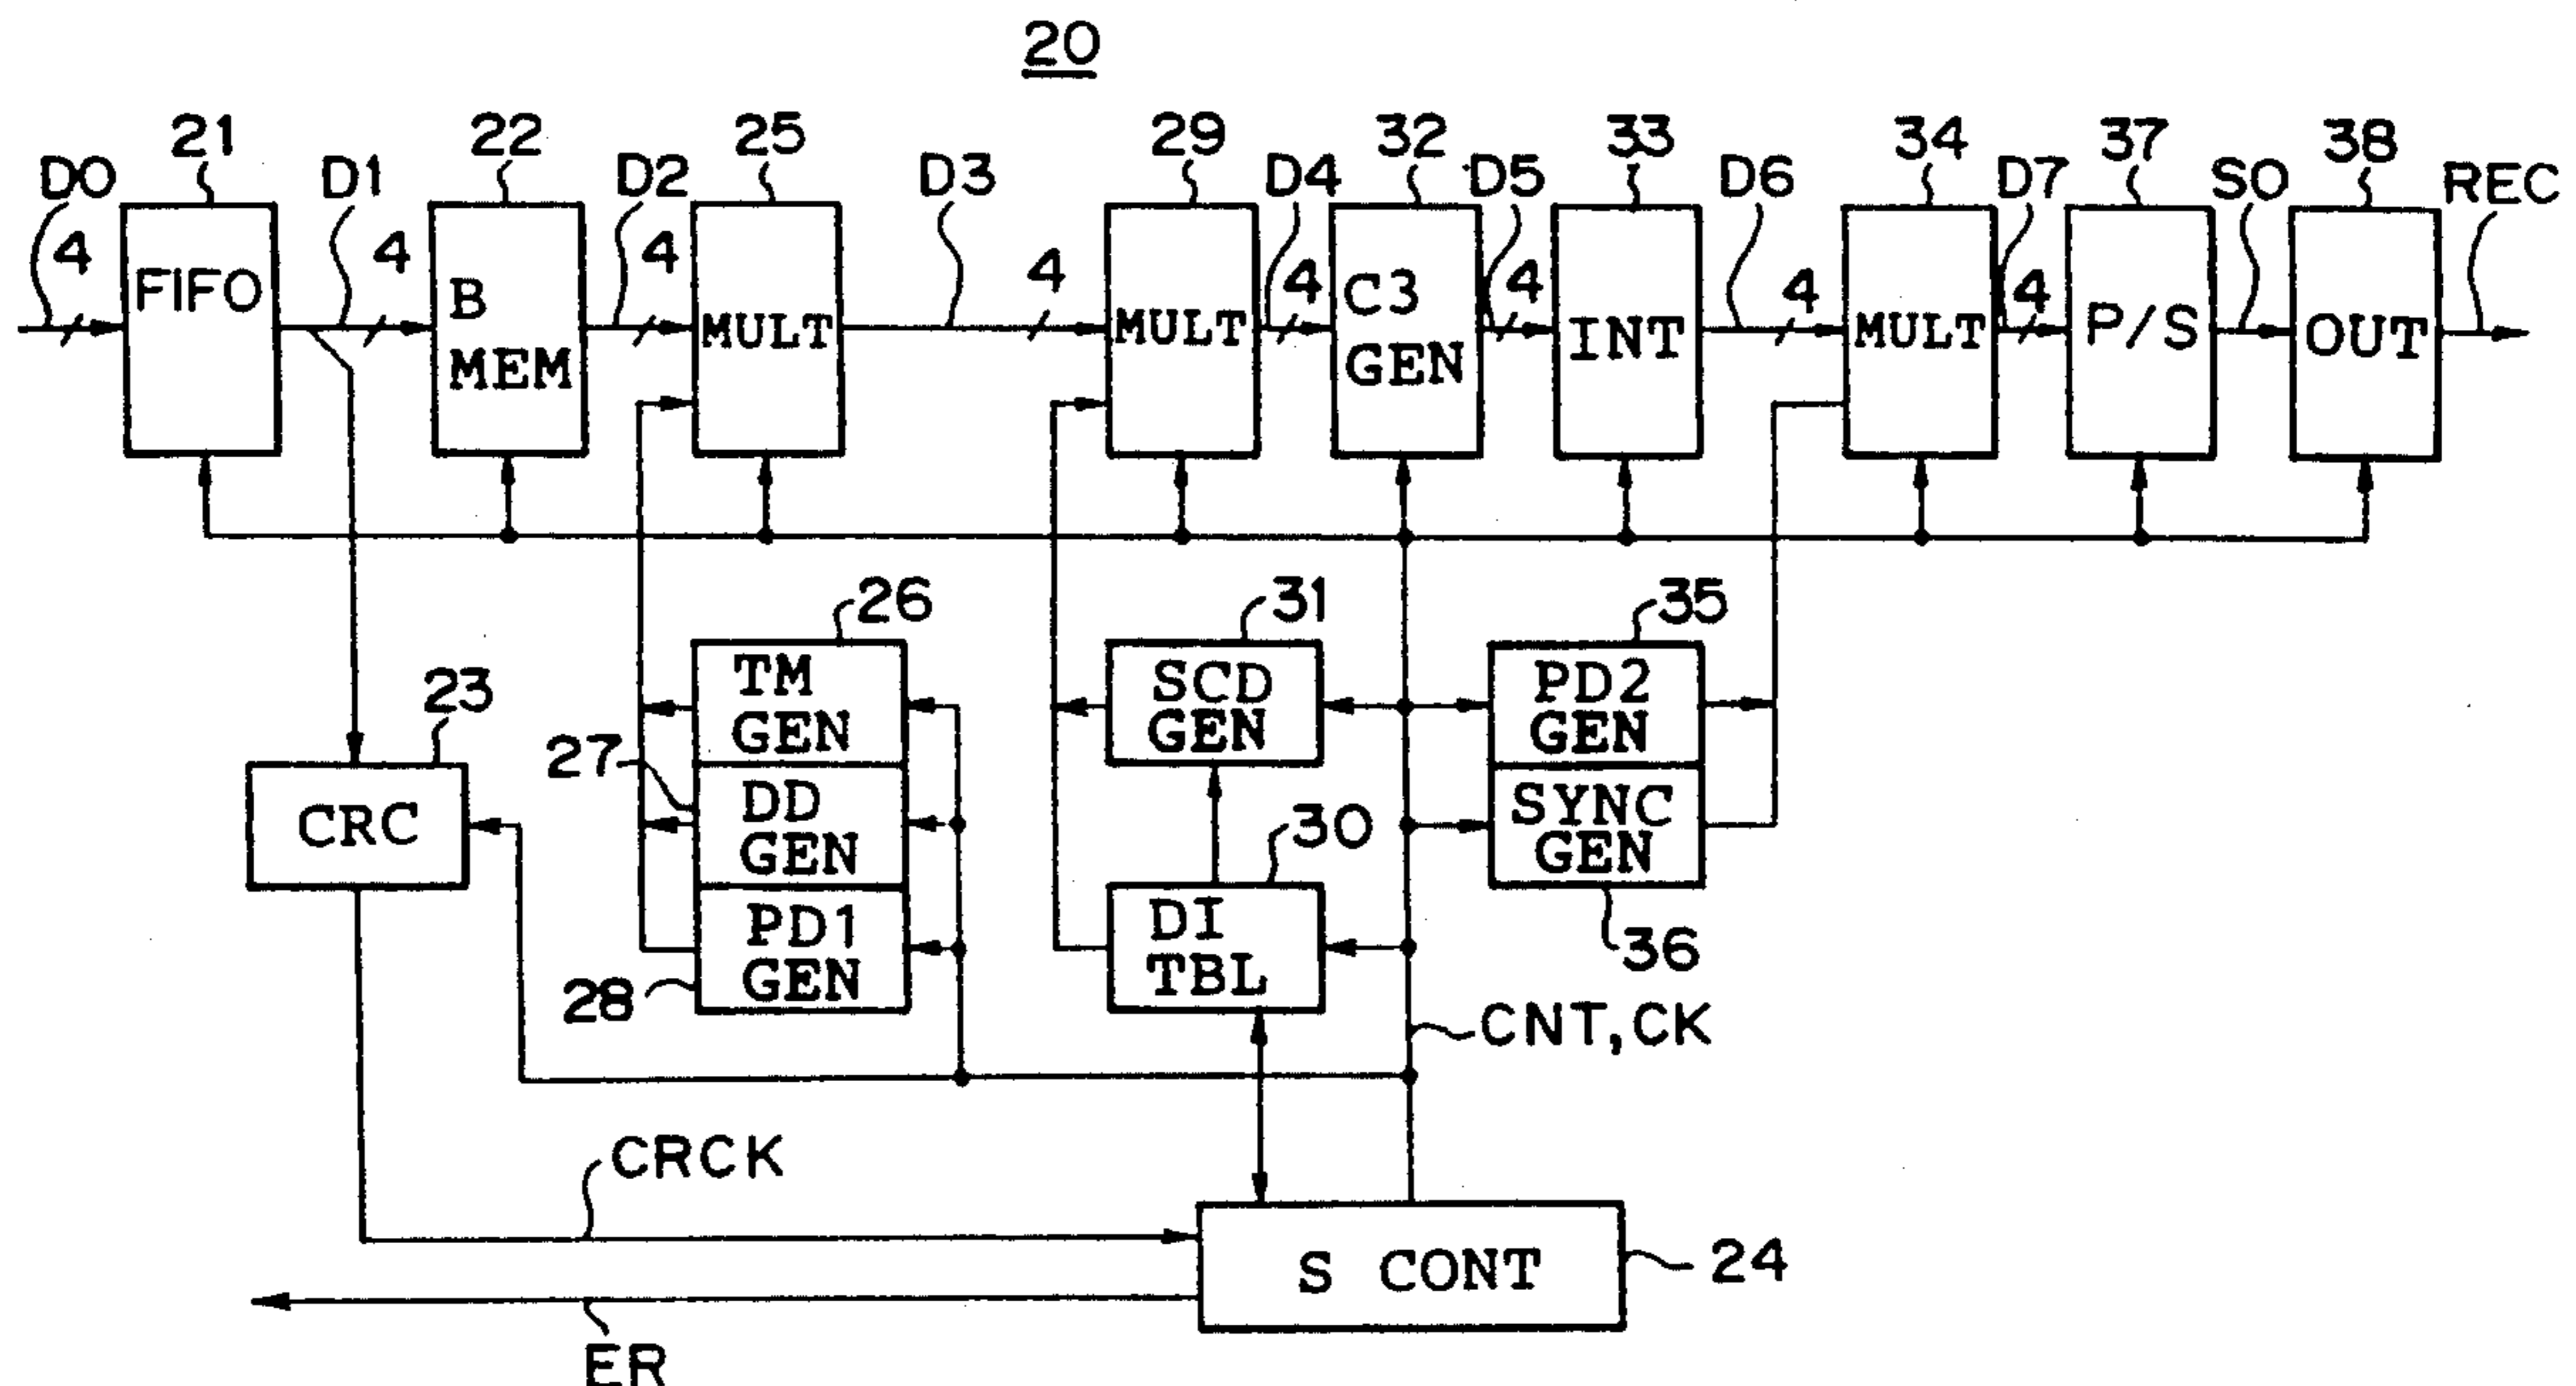 20
21
22
25
29
32
33
34
37
38
D0
D1
D2
D3
D4
D5
D6
D7
SO
REC
4
4
4
4
4
4
4
4
FIFO
B
MEM
MULT
MULT
C3
GEN
INT
MULT
P/S
OUT
26
31
35
23
27
TM
GEN
SCD
GEN
PD2
GEN
CRC
DD
GEN
30
SYNC
GEN
28
PD1
GEN
DI
TBL
36
CNT, CK
CRCK
S CONT
24
ER